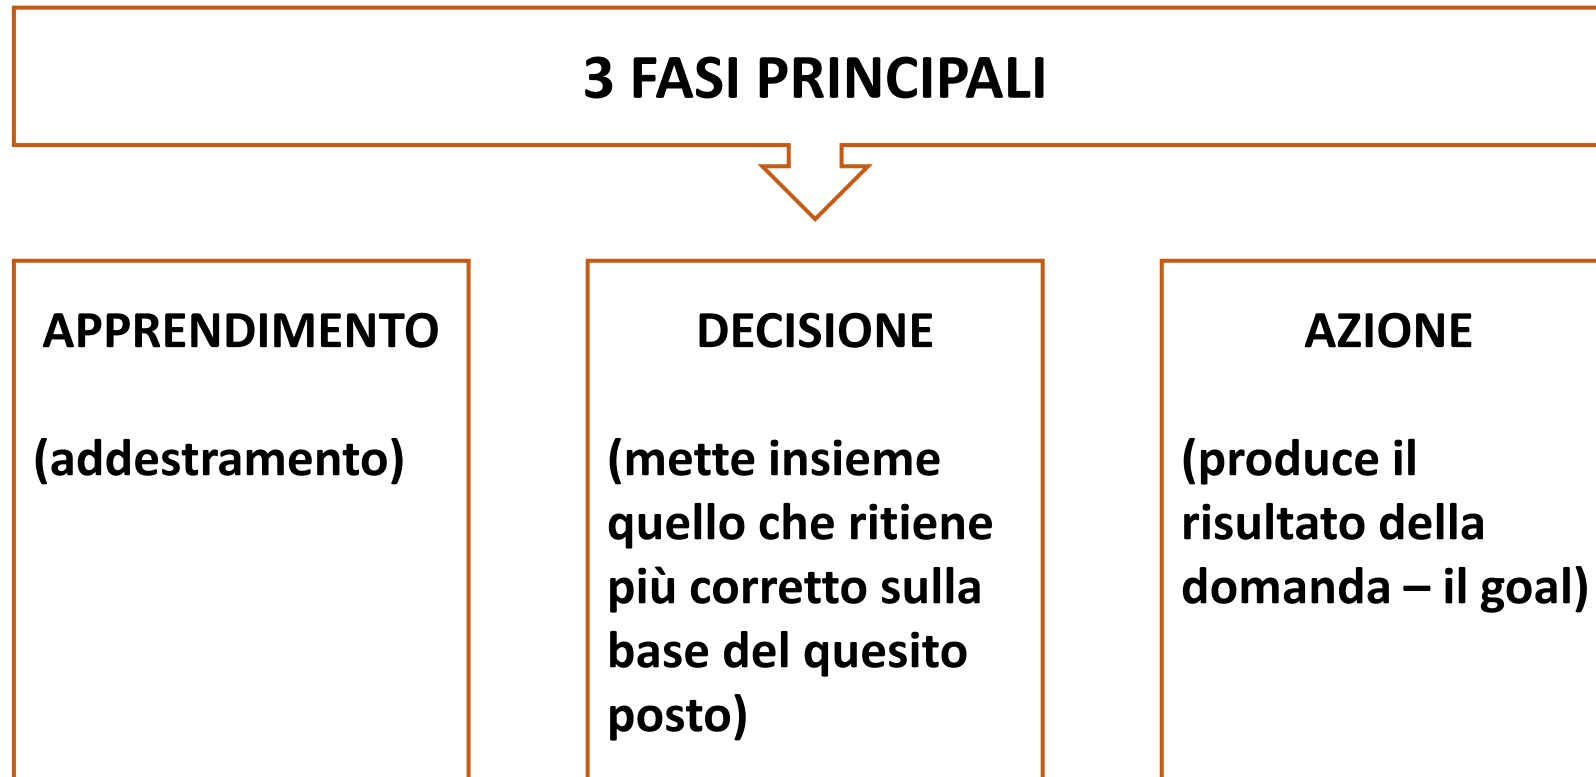 3 FASI PRINCIPALI
APPRENDIMENTO
(addestramento)
DECISIONE
(mette insieme
quello che ritiene
più corretto sulla
base del quesito
posto)
AZIONE
(produce il
risultato della
domanda – il goal)